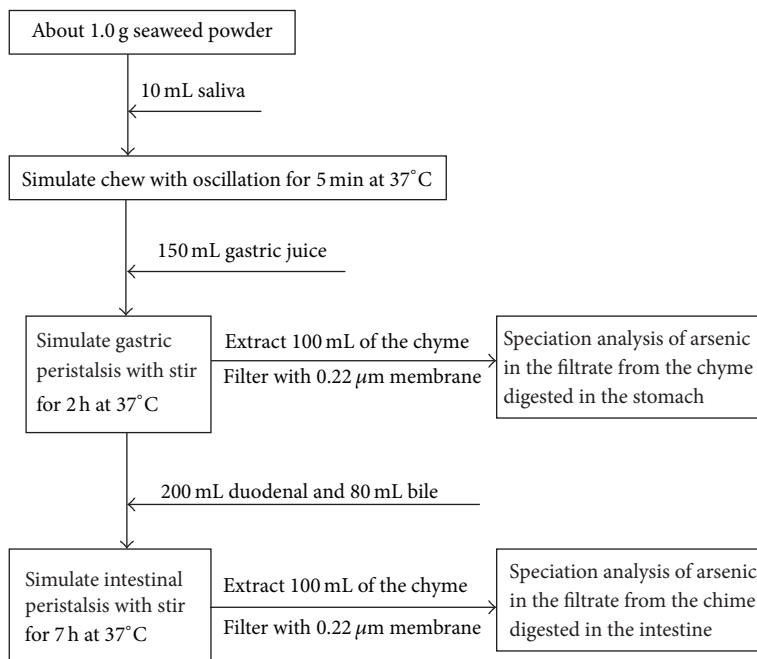 About 1.0 g seaweed powder
10 mL saliva
Simulate chew with oscillation for 5 min at 37°C
150 mL gastric juice
Simulate gastric
peristalsis with stir
for 2 h at 37°C
Extract 100 mL of the chyme
Filter with 0.22 μm membrane
Speciation analysis of arsenic
in the filtrate from the chyme
digested in the stomach
200 mL duodenal and 80 mL bile
Simulate intestinal
peristalsis with stir
for 7 h at 37°C
Extract 100 mL of the chyme
Filter with 0.22 μm membrane
Speciation analysis of arsenic
in the filtrate from the chime
digested in the intestine